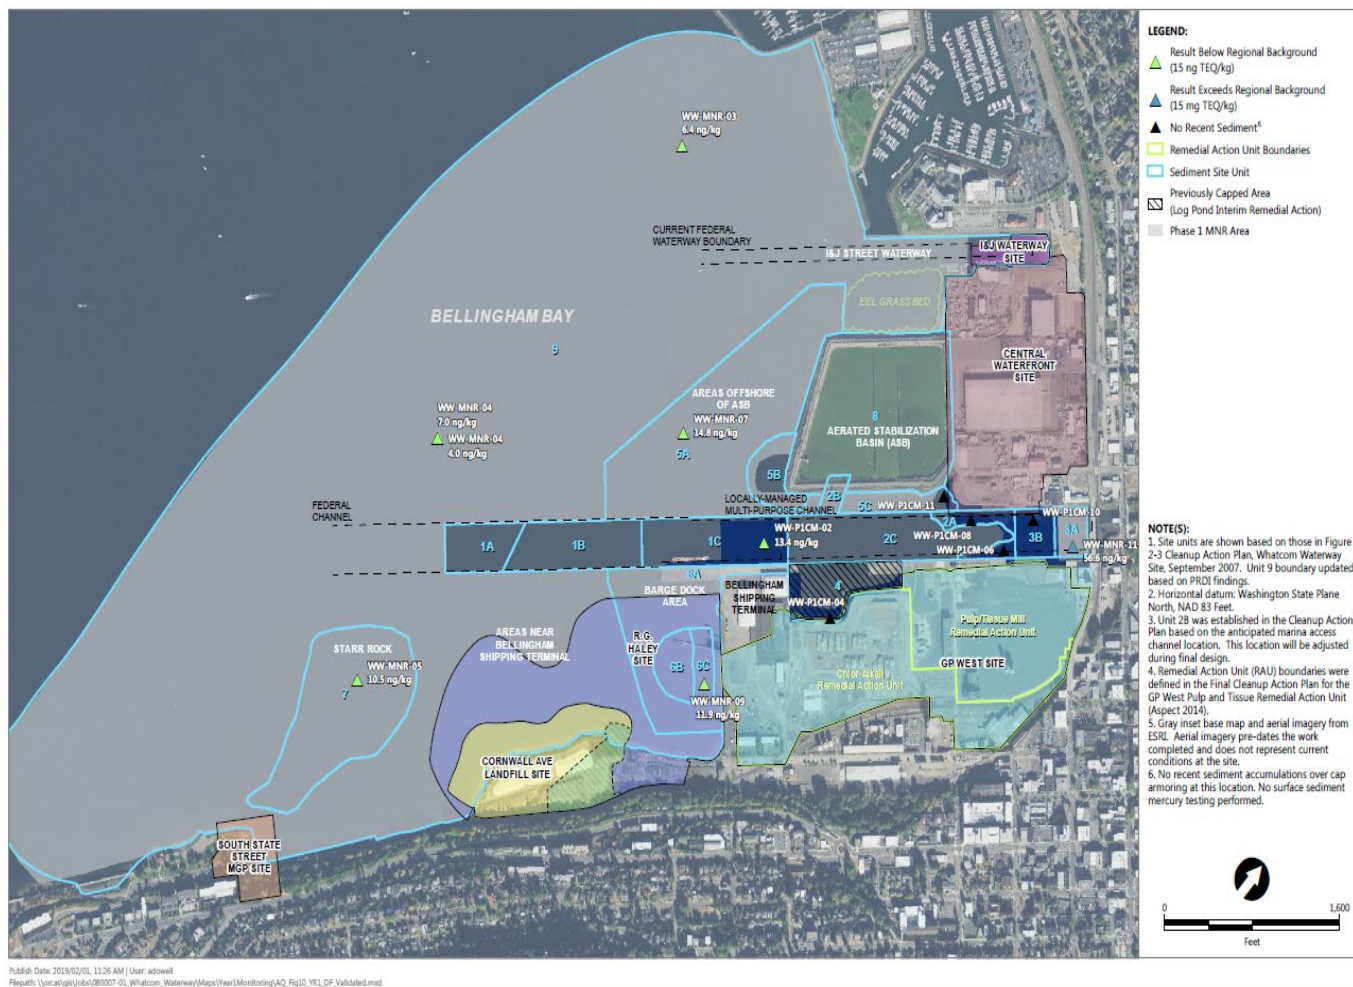 WW-MNR-03
6.4 ng/kg
CURRENT FEDERAL
WATERWAY BOUNDARY
I&J STREET WATERWAY
I&J WATERWAY
SITE
EEL GRASS BED
BELLINGHAM BAY
9
CENTRAL
WATERFRONT
SITE
AREAS OFFSHORE
OF ASB
WW-MNR-07
14.8 ng/kg
5A
WW-MNR-04
7.0 ng/kg
WW-MNR-04
4.0 ng/kg
8
AERATED STABILIZATION
BASIN (ASB)
5B
2B
5C
LOCALLY-MANAGED
MULTI-PURPOSE CHANNEL
WW-P1CM-11
WW-P1CM-10
FEDERAL
CHANNEL
WW-P1CM-02
13.4 ng/kg
2A
WW-P1CM-08
3A
1A
1B
1C
2C
3B
WW-P1CM-06
WW-MNR-11
56.6 ng/kg
6A
BARGE DOCK
AREA
BELLINGHAM
SHIPPING
TERMINAL
4
WW-P1CM-04
AREAS NEAR
BELLINGHAM
SHIPPING TERMINAL
R.G.
HALEY
SITE
6B
6C
Pulp/Tissue Mill
Remedial Action Unit
GP WEST SITE
Chlor-Alkali
Remedial Action Unit
STARR ROCK
WW-MNR-05
10.5 ng/kg
7
WW-MNR-09
11.9 ng/kg
CORNWALL AVE
LANDFILL SITE
SOUTH STATE
STREET
MGP SITE
LEGEND:
Result Below Regional Background
(15 ng TEQ/kg)
Result Exceeds Regional Background
(15 mg TEQ/kg)
No Recent Sediment⁶
Remedial Action Unit Boundaries
Sediment Site Unit
Previously Capped Area
(Log Pond Interim Remedial Action)
Phase 1 MNR Area
NOTE(S):
1. Site units are shown based on those in Figure
2-3 Cleanup Action Plan, Whatcom Waterway
Site, September 2007. Unit 9 boundary updated
based on PRDI findings.
2. Horizontal datum: Washington State Plane
North, NAD 83 Feet.
3. Unit 2B was established in the Cleanup Action
Plan based on the anticipated marina access
channel location. This location will be adjusted
during final design.
4. Remedial Action Unit (RAU) boundaries were
defined in the Final Cleanup Action Plan for the
GP West Pulp and Tissue Remedial Action Unit
(Aspect 2014).
5. Gray inset base map and aerial imagery from
ESRI. Aerial imagery pre-dates the work
completed and does not represent current
conditions at the site.
6. No recent sediment accumulations over cap
armoring at this location. No surface sediment
mercury testing performed.
0 1,600
Feet
Publish Date: 2019/02/01, 11:26 AM | User: adowell
Filepath: \\orcas\gis\Jobs\080007-01_Whatcom_Waterway\Maps\Year1Monitoring\AQ_Fig10_YR1_DF_Validated.mxd